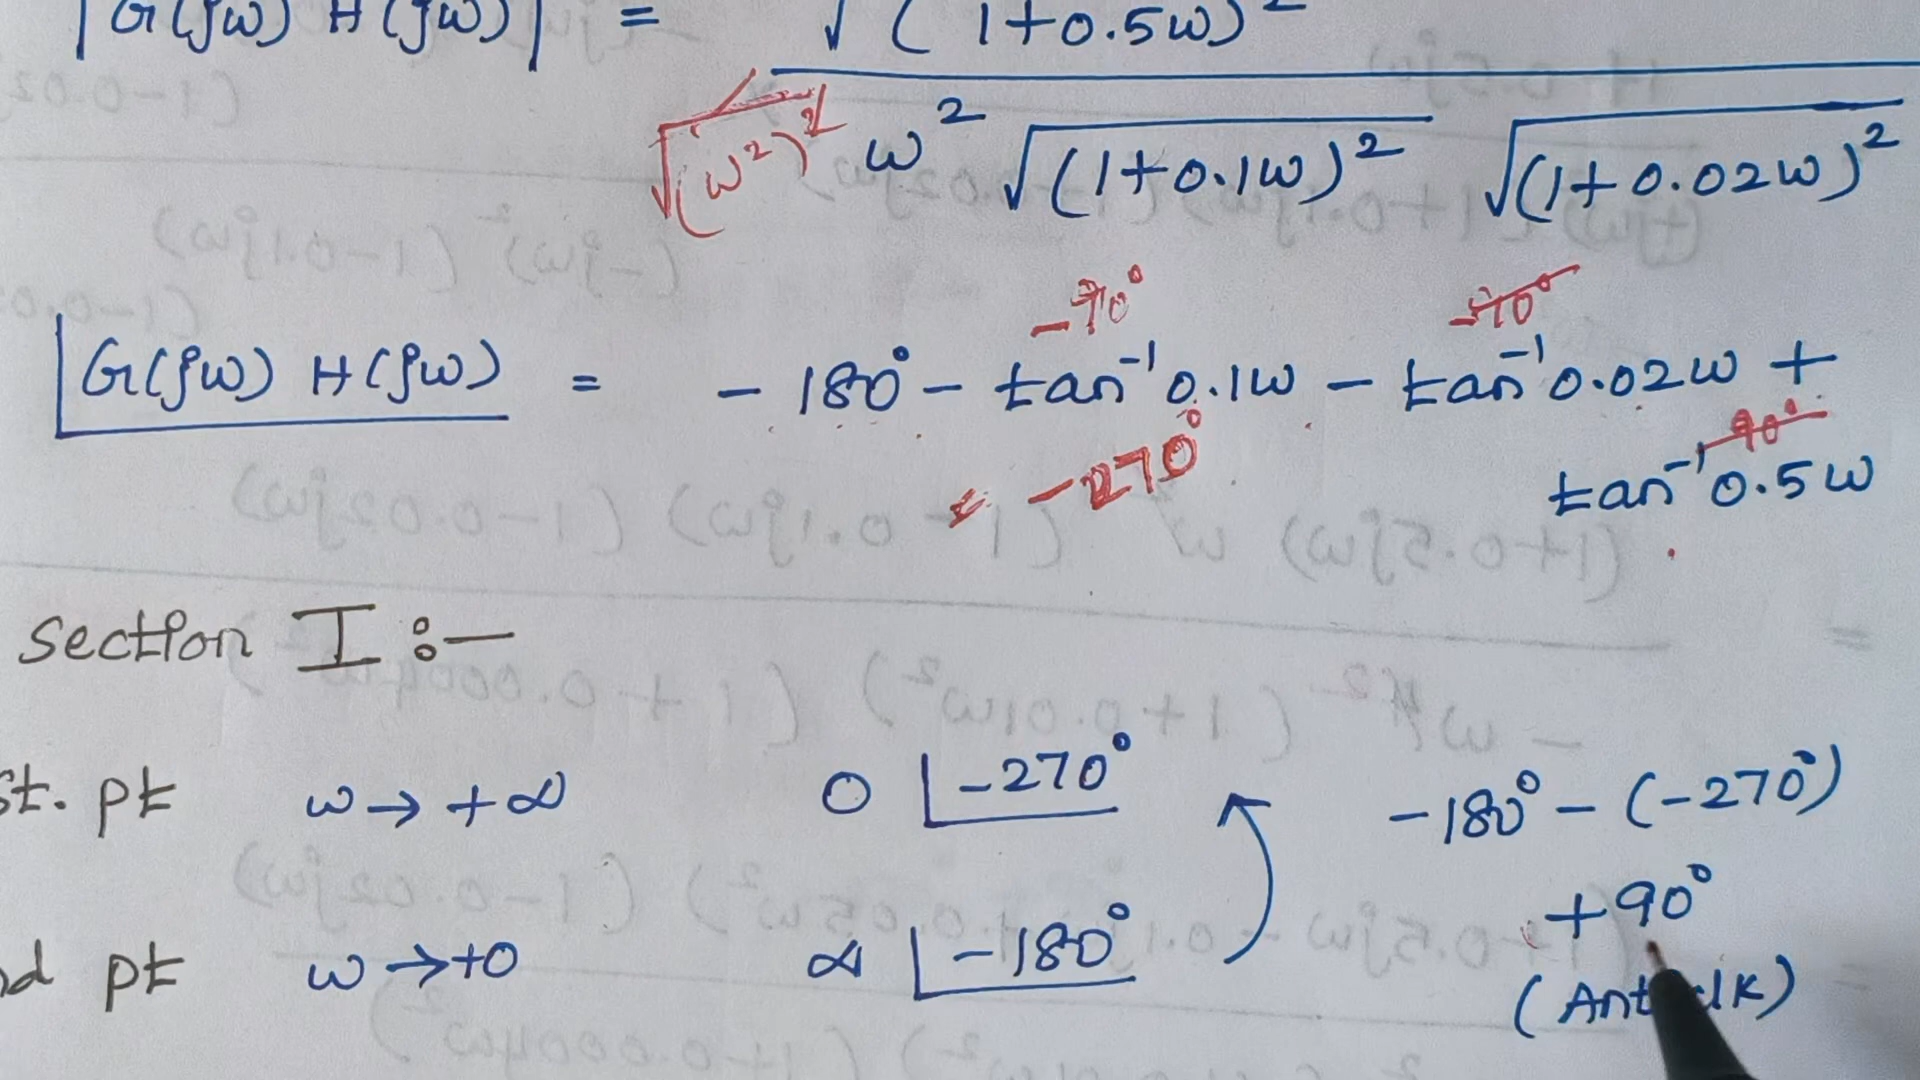 |G(jω) H(jω)| = √(1+0.5ω)²
√(ω²)² ω² √(1+0.1ω)² √(1+0.02ω)²
-90° -90°
G(jω) H(jω) = -180° - tan⁻¹0.1ω - tan⁻¹0.02ω +
90°
tan⁻¹0.5ω
= -270°
section I :-
st. pt ω → +∞ 0 ∠-270° -180° - (-270°)
+90°
nd pt ω → +0 ∞ ∠-180°